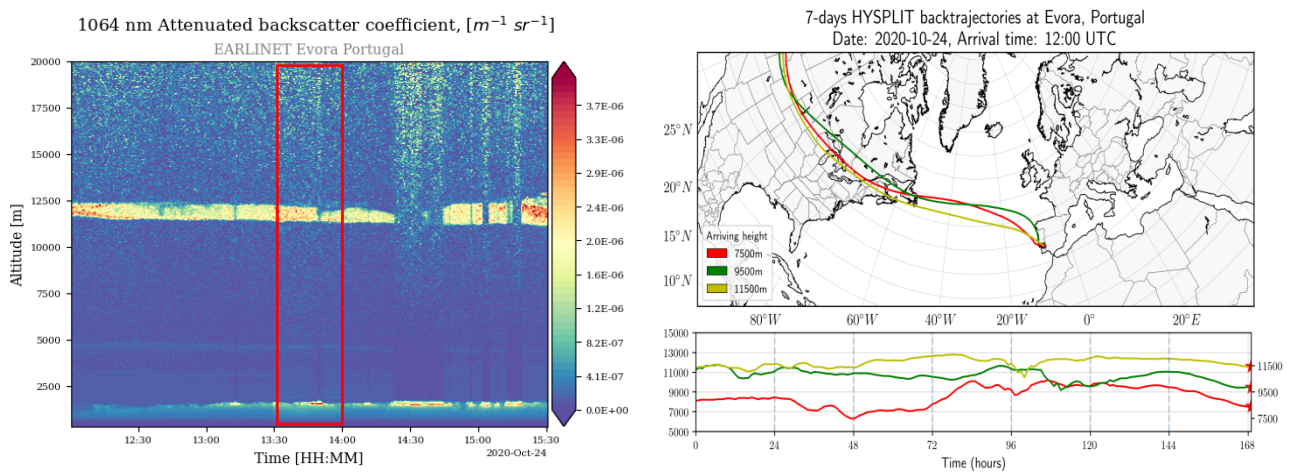 1064 nm Attenuated backscatter coefficient, [m⁻¹ sr⁻¹]
EARLINET Evora Portugal
20000
17500
15000
12500
10000
7500
5000
2500
Altitude [m]
12:30 13:00 13:30 14:00 14:30 15:00 15:30
Time [HH:MM]
2020-Oct-24
3.7E-06
3.3E-06
2.9E-06
2.4E-06
2.0E-06
1.6E-06
1.2E-06
8.2E-07
4.1E-07
0.0E+00
7-days HYSPLIT backtrajectories at Evora, Portugal
Date: 2020-10-24, Arrival time: 12:00 UTC
25°N
20°N
15°N
10°N
Arriving height
7500m
9500m
11500m
80°W 60°W 40°W 20°W 0° 20°E
15000
13000
11000
9000
7000
5000
11500
9500
7500
0 24 48 72 96 120 144 168
Time (hours)